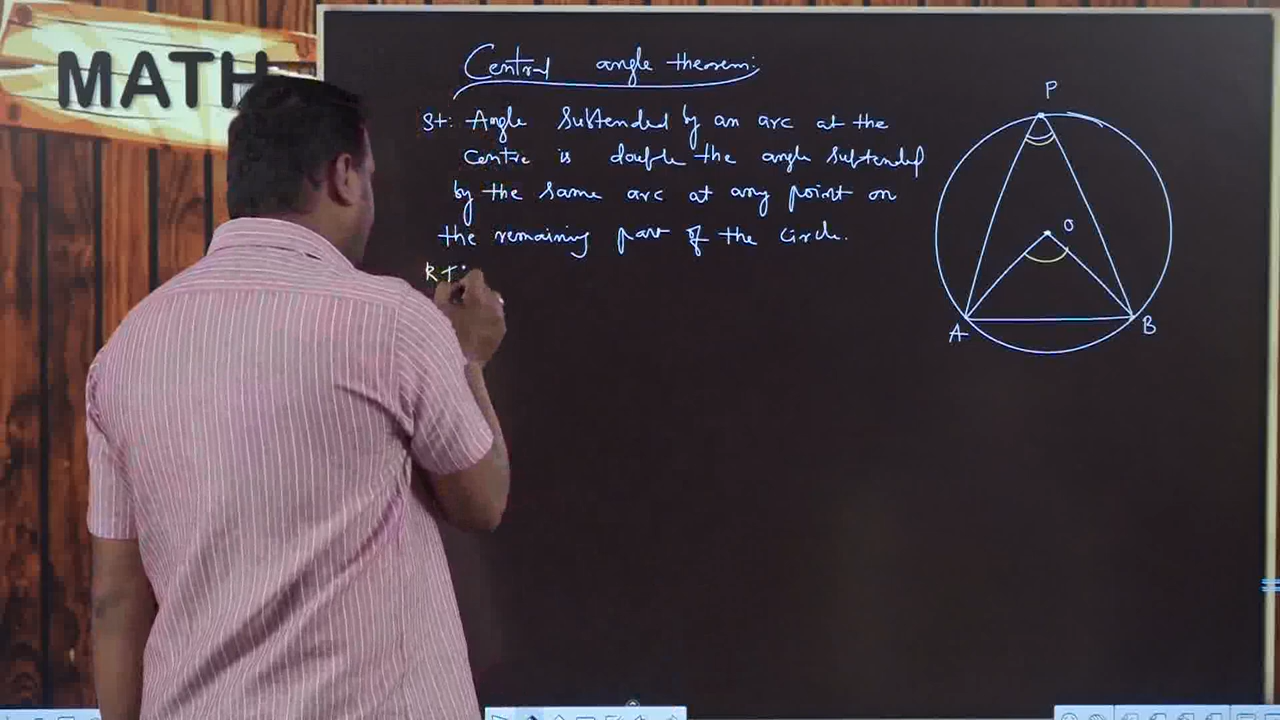 MATH
Central angle theorem:
St: Angle Subtended by an arc at the
centre is double the angle subtended
by the same arc at any point on
the remaining part of the circle.
RT:
P
O
A
B